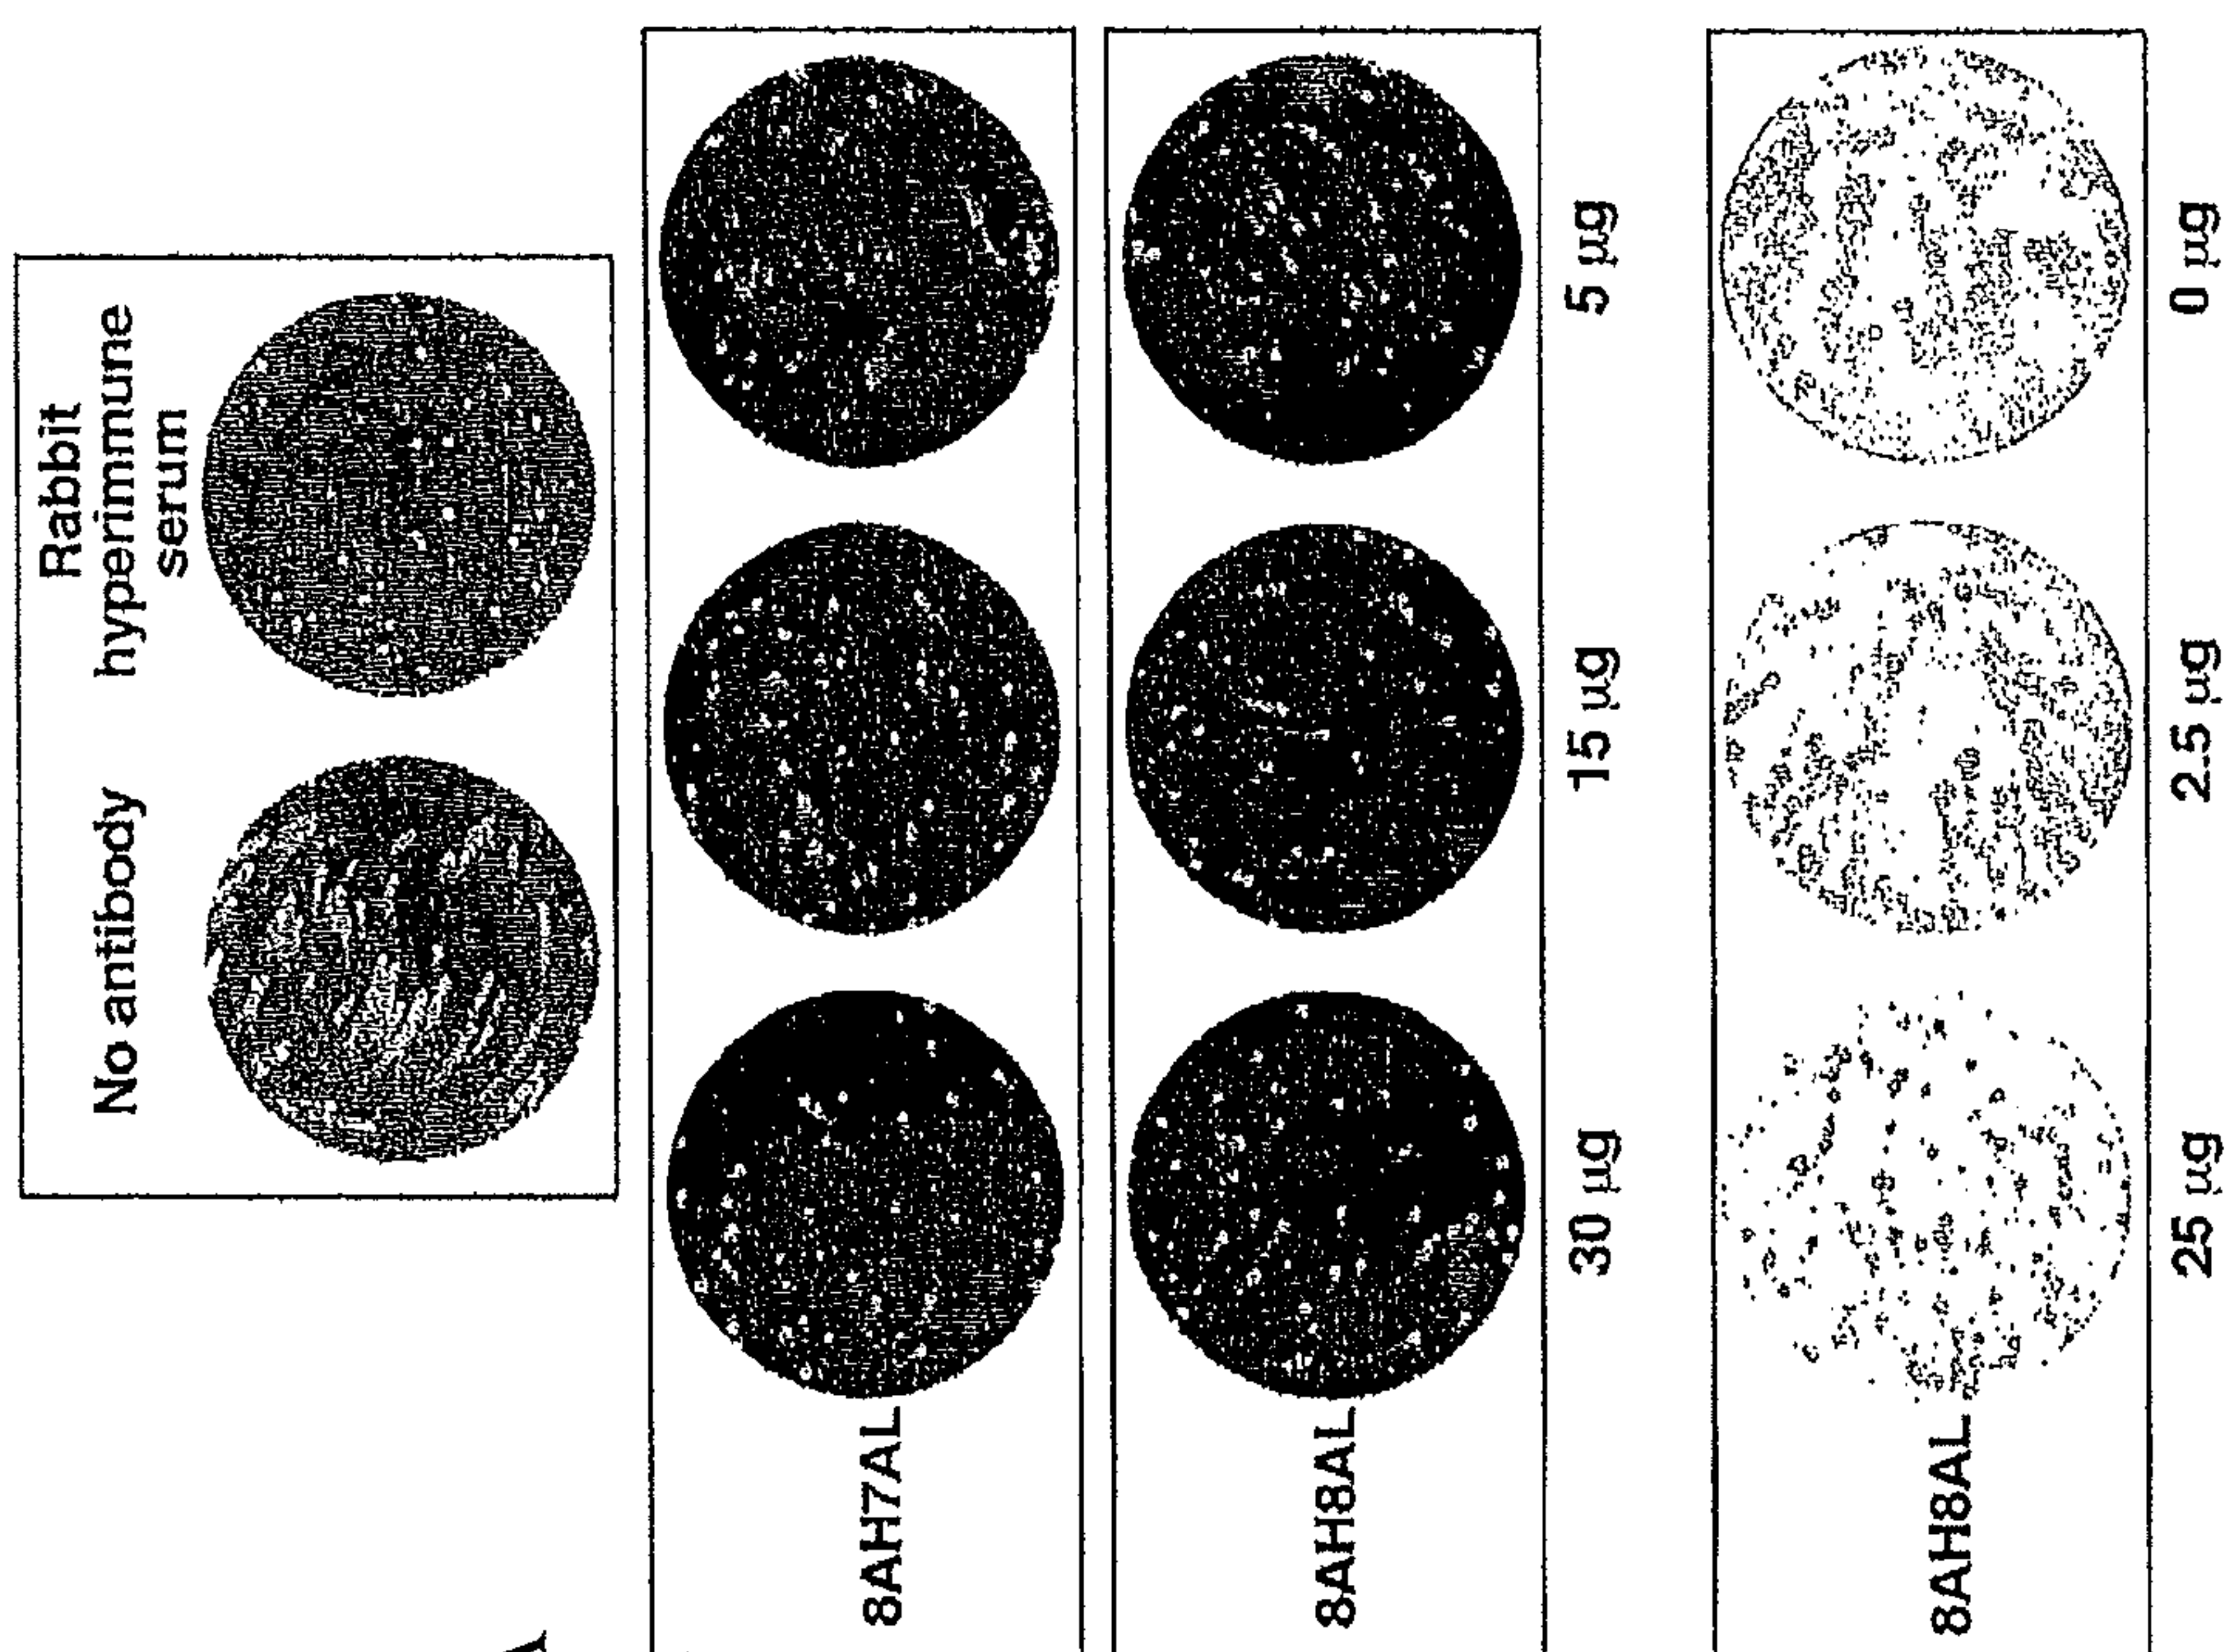 No antibody
Rabbit
hyperimmune
serum
8AH7AL
8AH8AL
30 µg
15 µg
5 µg
8AH8AL
25 µg
2.5 µg
0 µg